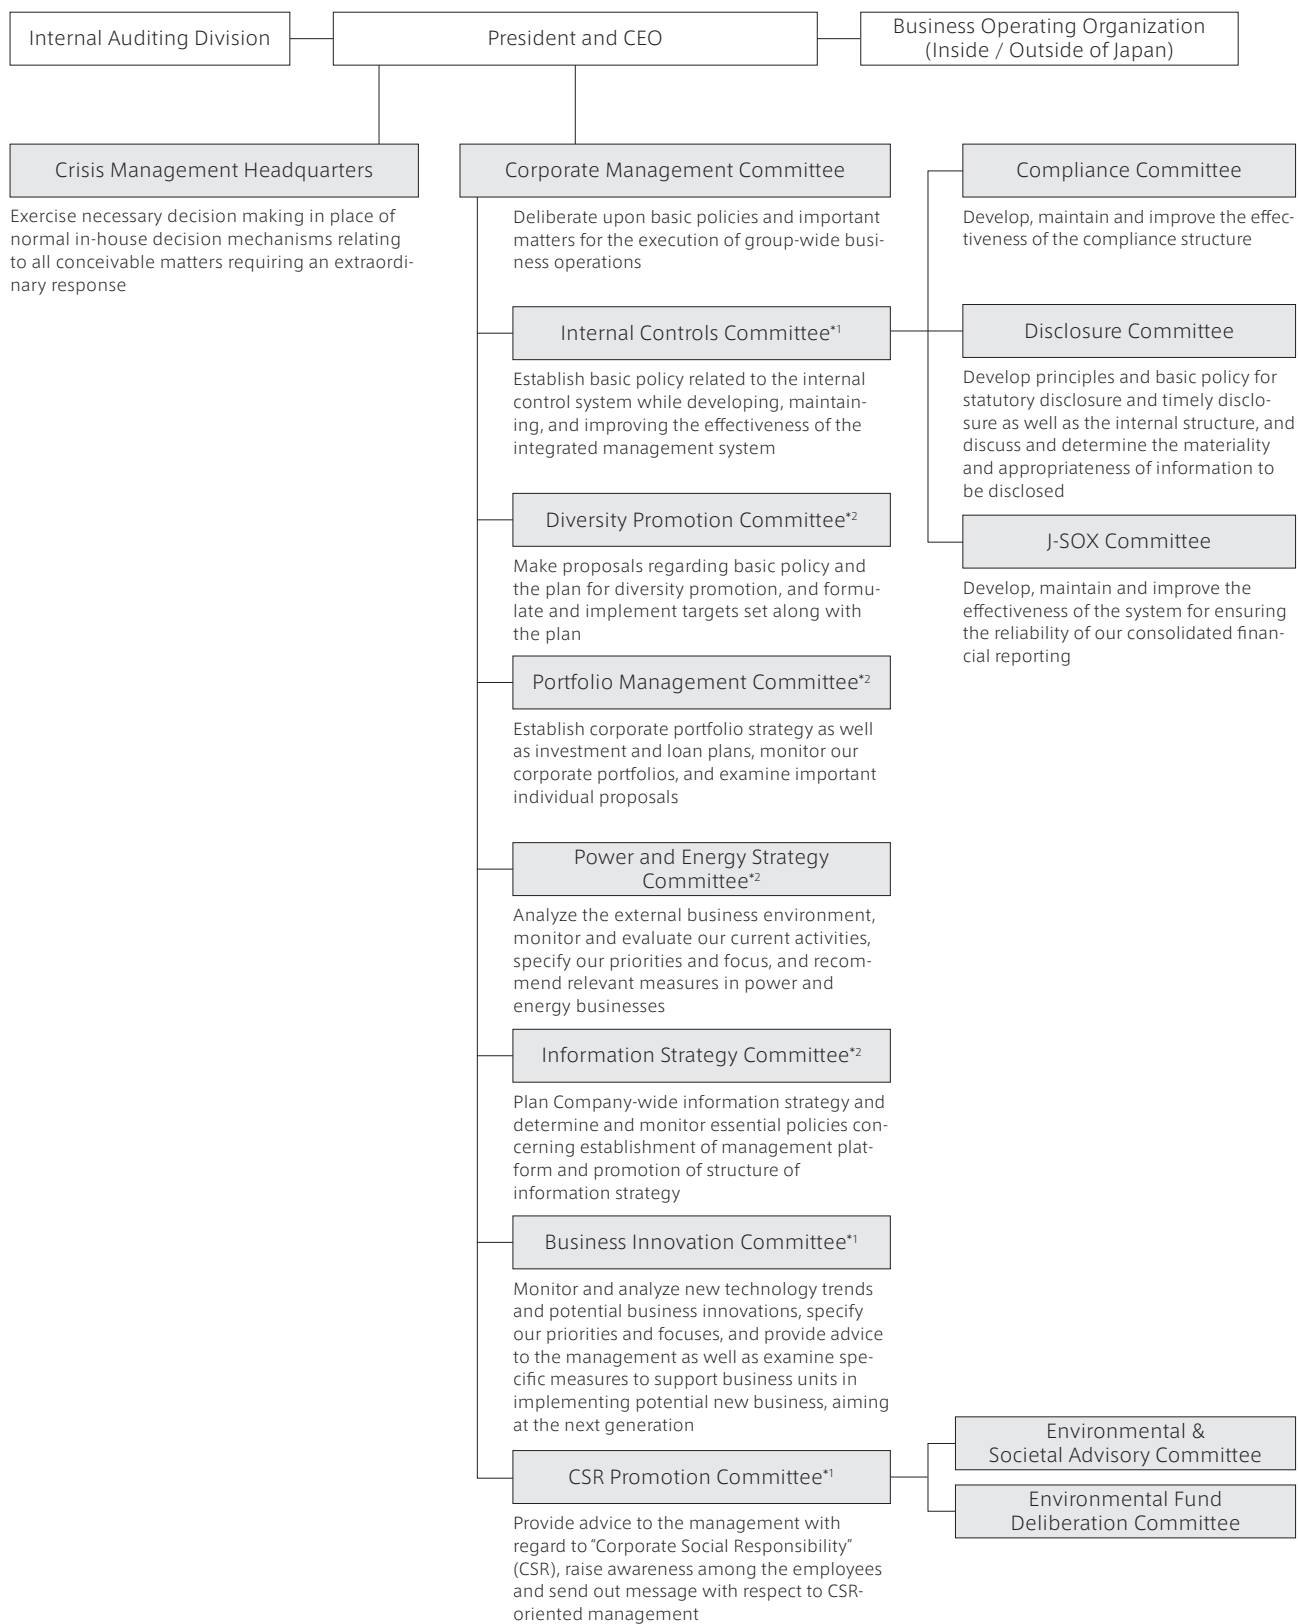 Internal Auditing Division
President and CEO
Business Operating Organization
(Inside / Outside of Japan)
Crisis Management Headquarters
Exercise necessary decision making in place of
normal in-house decision mechanisms relating
to all conceivable matters requiring an extraordi-
nary response
Corporate Management Committee
Deliberate upon basic policies and important
matters for the execution of group-wide busi-
ness operations
Internal Controls Committee*1
Establish basic policy related to the internal
control system while developing, maintain-
ing, and improving the effectiveness of the
integrated management system
Compliance Committee
Develop, maintain and improve the effec-
tiveness of the compliance structure
Disclosure Committee
Develop principles and basic policy for
statutory disclosure and timely disclo-
sure as well as the internal structure, and
discuss and determine the materiality
and appropriateness of information to
be disclosed
J-SOX Committee
Develop, maintain and improve the
effectiveness of the system for ensuring
the reliability of our consolidated finan-
cial reporting
Diversity Promotion Committee*2
Make proposals regarding basic policy and
the plan for diversity promotion, and formu-
late and implement targets set along with
the plan
Portfolio Management Committee*2
Establish corporate portfolio strategy as well
as investment and loan plans, monitor our
corporate portfolios, and examine important
individual proposals
Power and Energy Strategy
Committee*2
Analyze the external business environment,
monitor and evaluate our current activities,
specify our priorities and focus, and recom-
mend relevant measures in power and
energy businesses
Information Strategy Committee*2
Plan Company-wide information strategy and
determine and monitor essential policies con-
cerning establishment of management plat-
form and promotion of structure of
information strategy
Business Innovation Committee*1
Monitor and analyze new technology trends
and potential business innovations, specify
our priorities and focuses, and provide advice
to the management as well as examine spe-
cific measures to support business units in
implementing potential new business, aiming
at the next generation
CSR Promotion Committee*1
Provide advice to the management with
regard to "Corporate Social Responsibility"
(CSR), raise awareness among the employees
and send out message with respect to CSR-
oriented management
Environmental &
Societal Advisory Committee
Environmental Fund
Deliberation Committee